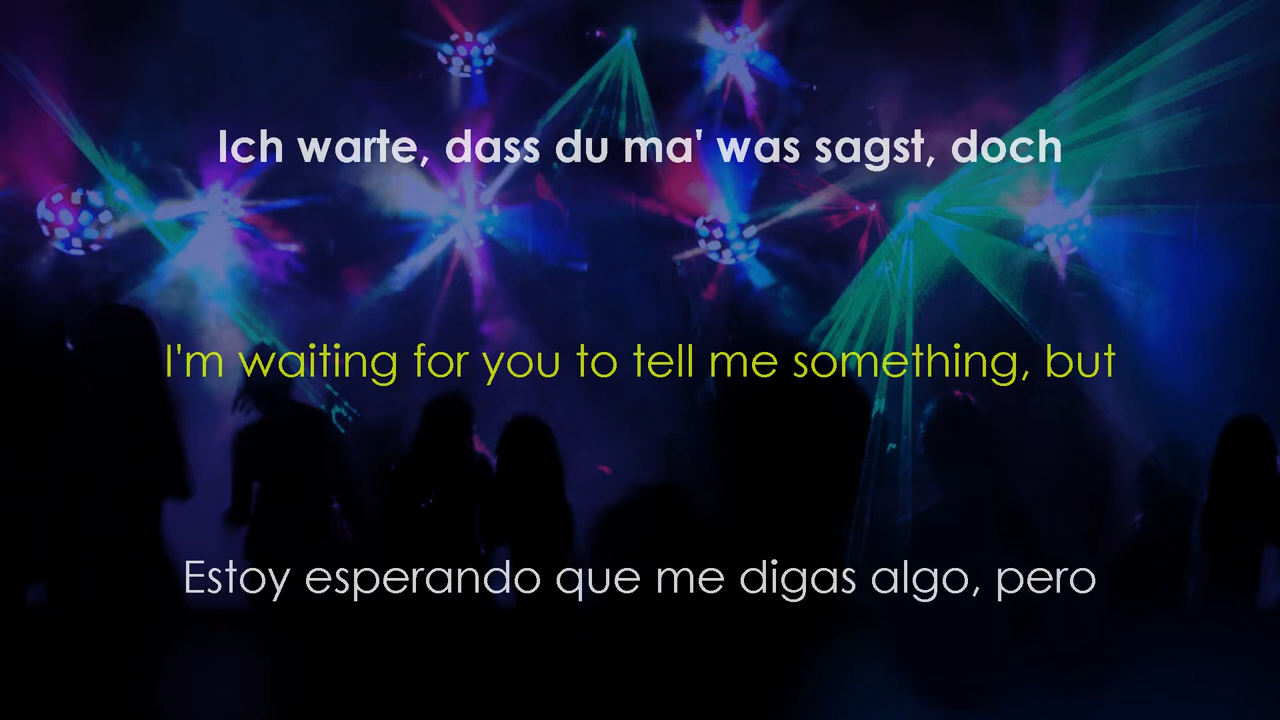 Ich warte, dass du ma' was sagst, doch
I'm waiting for you to tell me something, but
Estoy esperando que me digas algo, pero